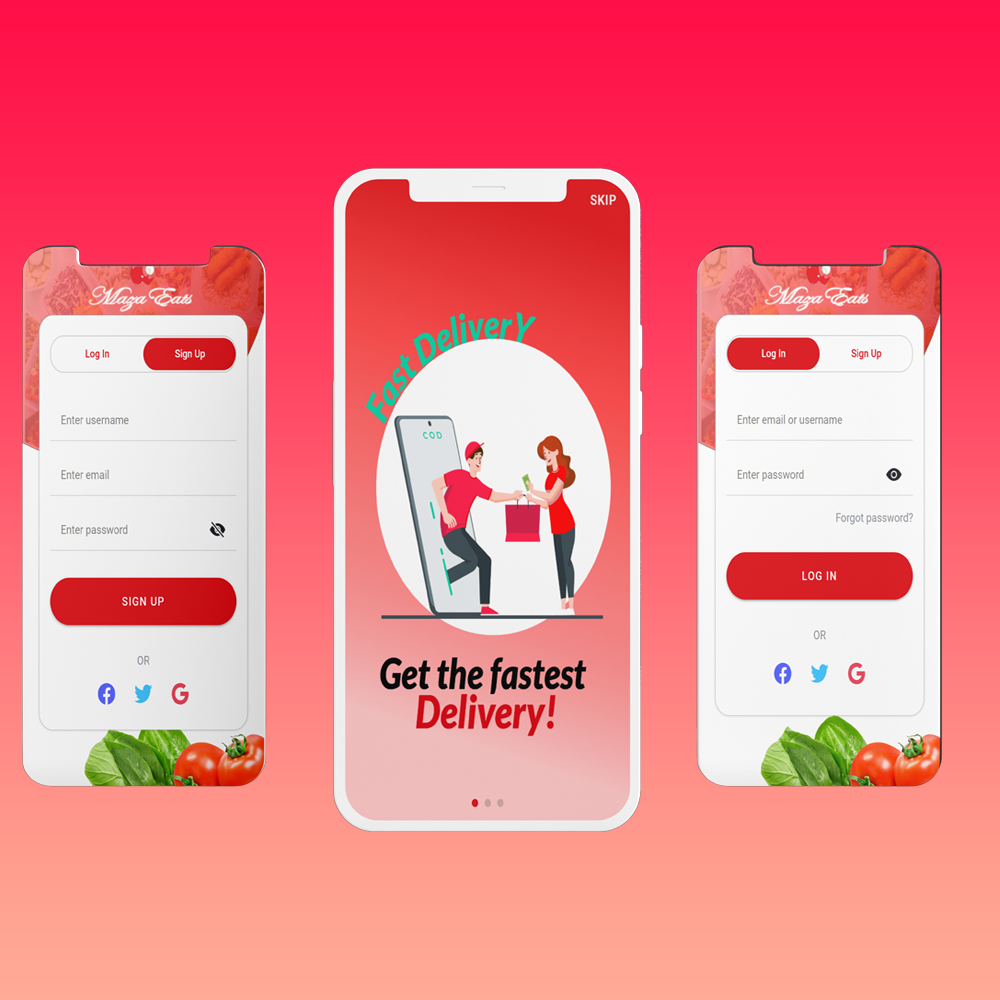 Maza Eats
Log In
Sign Up
Enter username
Enter email
Enter password
SIGN UP
OR
SKIP
Fast DeliverY
COD
Get the fastest
Delivery!
Maza Eats
Log In
Sign Up
Enter email or username
Enter password
Forgot password?
LOG IN
OR